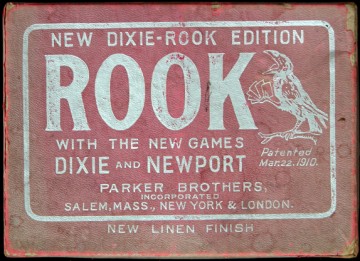 NEW DIXIE-ROOK EDITION
ROOK
WITH THE NEW GAMES
DIXIE AND NEWPORT
Patented
Mar. 22. 1910.
PARKER BROTHERS,
INCORPORATED
SALEM, MASS., NEW YORK & LONDON.
NEW LINEN FINISH